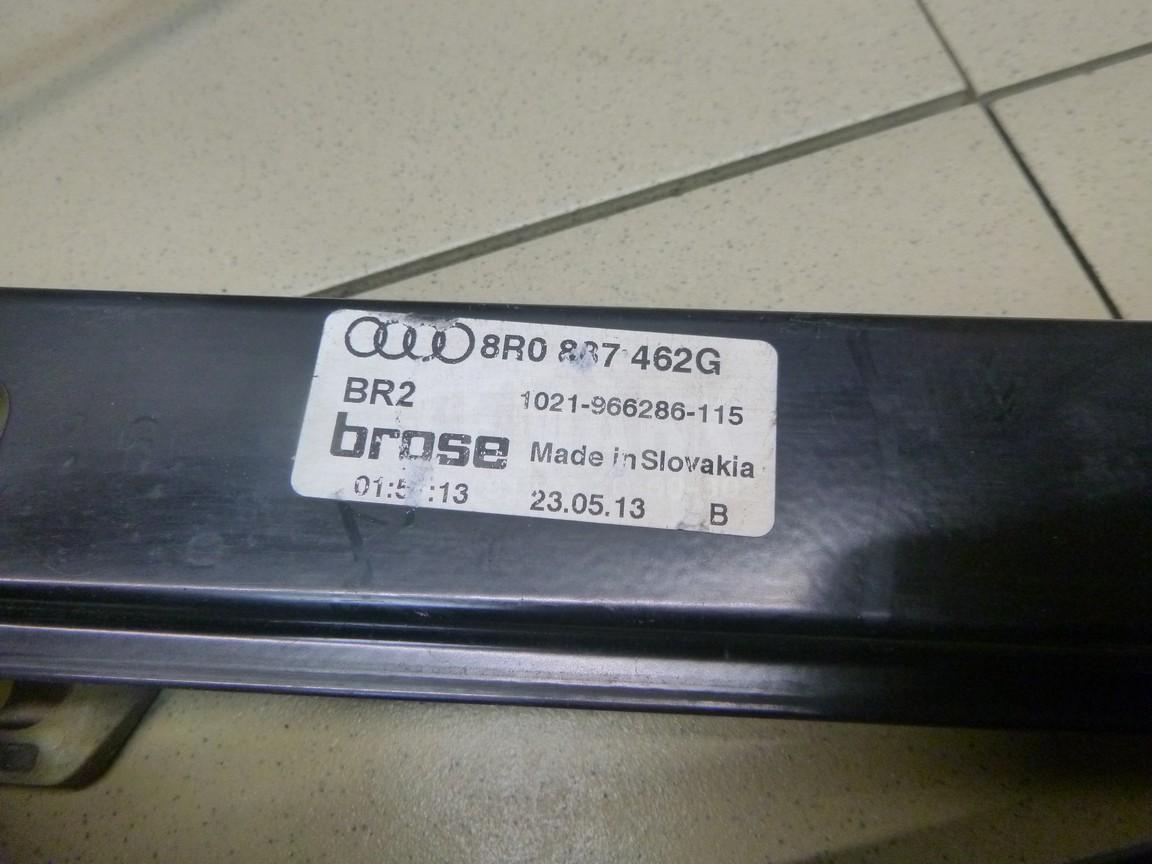 8R0 837 462G
BR2 1021-966286-115
brose Made in Slovakia
23.05.13 B